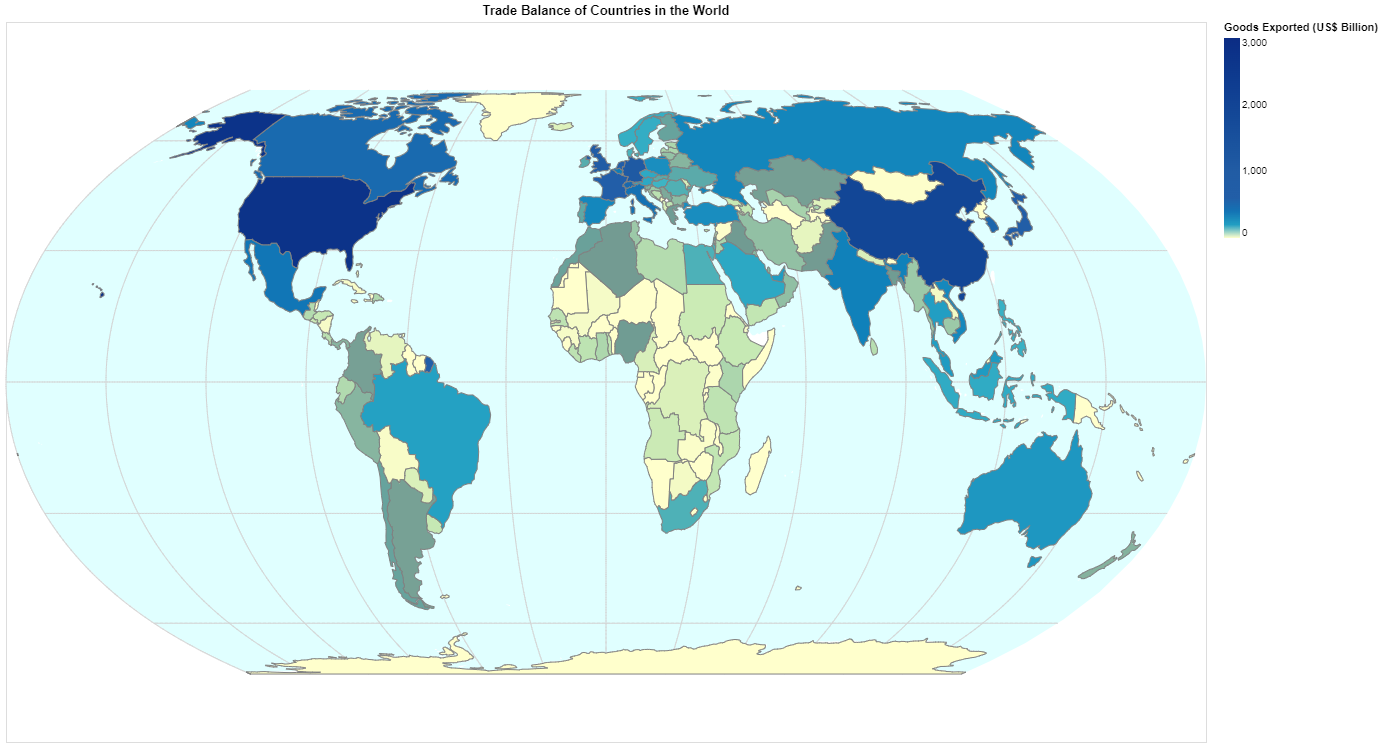 Trade Balance of Countries in the World
Goods Exported (US$ Billion)
3,000
2,000
1,000
0